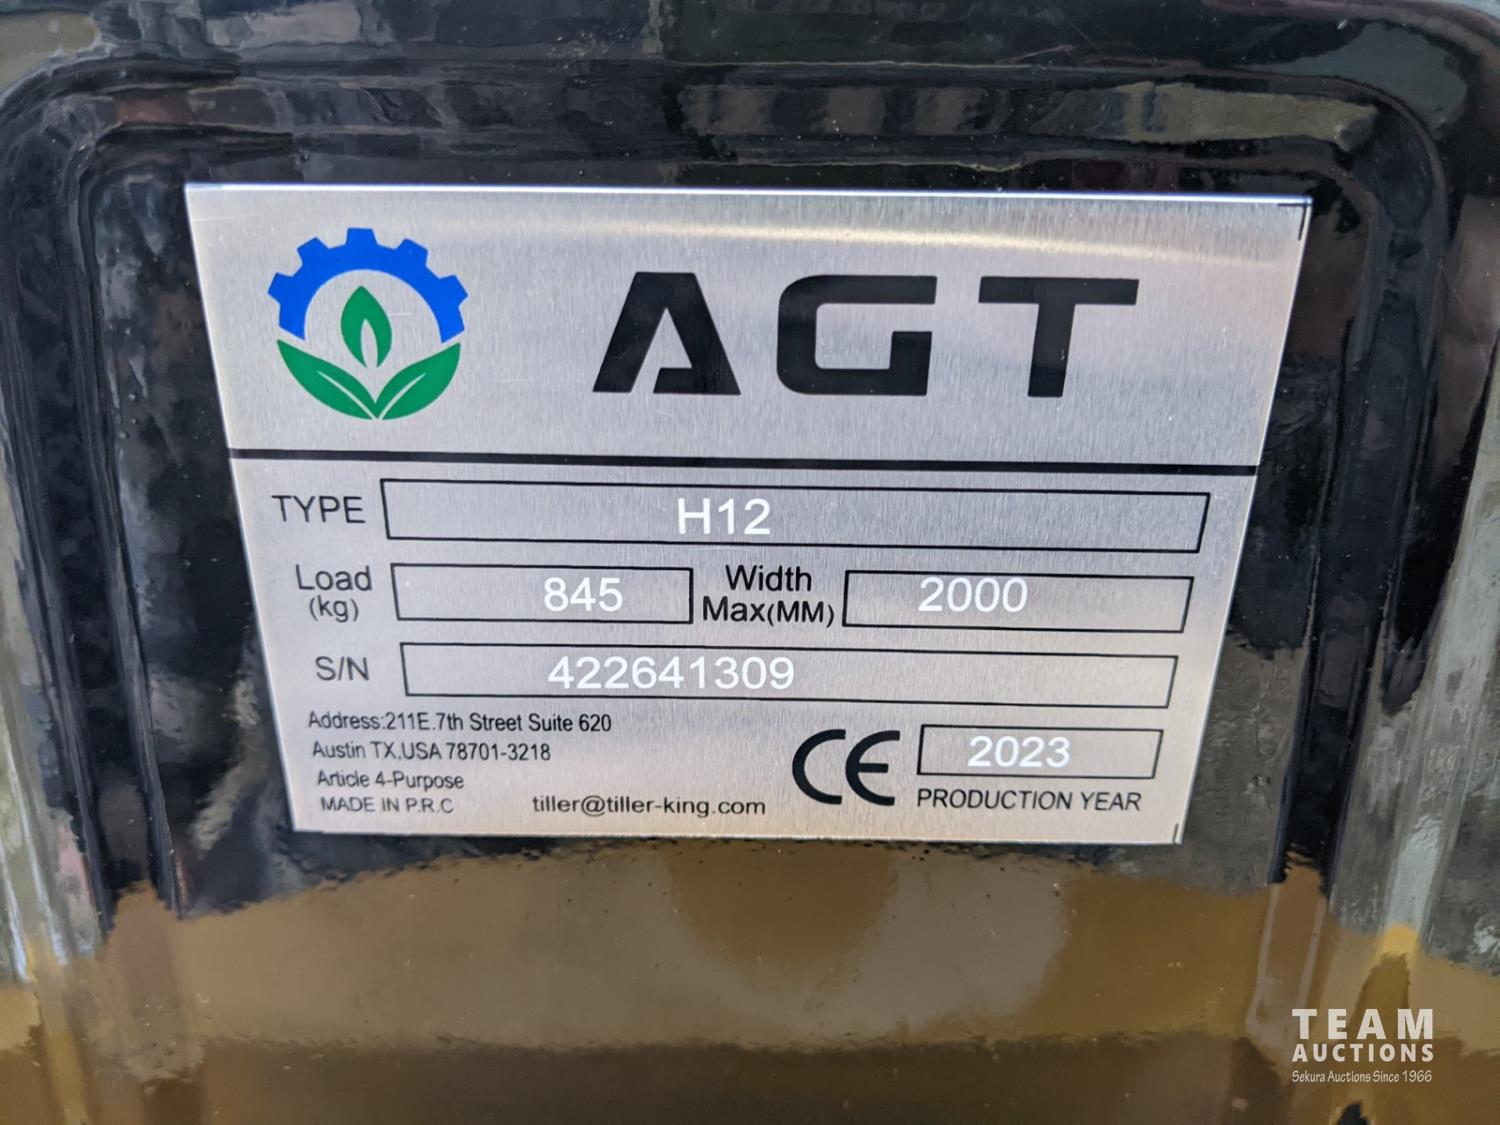 AGT
TYPE H12
Load (kg) 845 Width Max(MM) 2000
S/N 422641309
Address:211E.7th Street Suite 620
Austin TX,USA 78701-3218
Article 4-Purpose
MADE IN P.R.C
tiller@tiller-king.com
CE
2023
PRODUCTION YEAR
TEAM
AUCTIONS
Sekura Auctions Since 1966